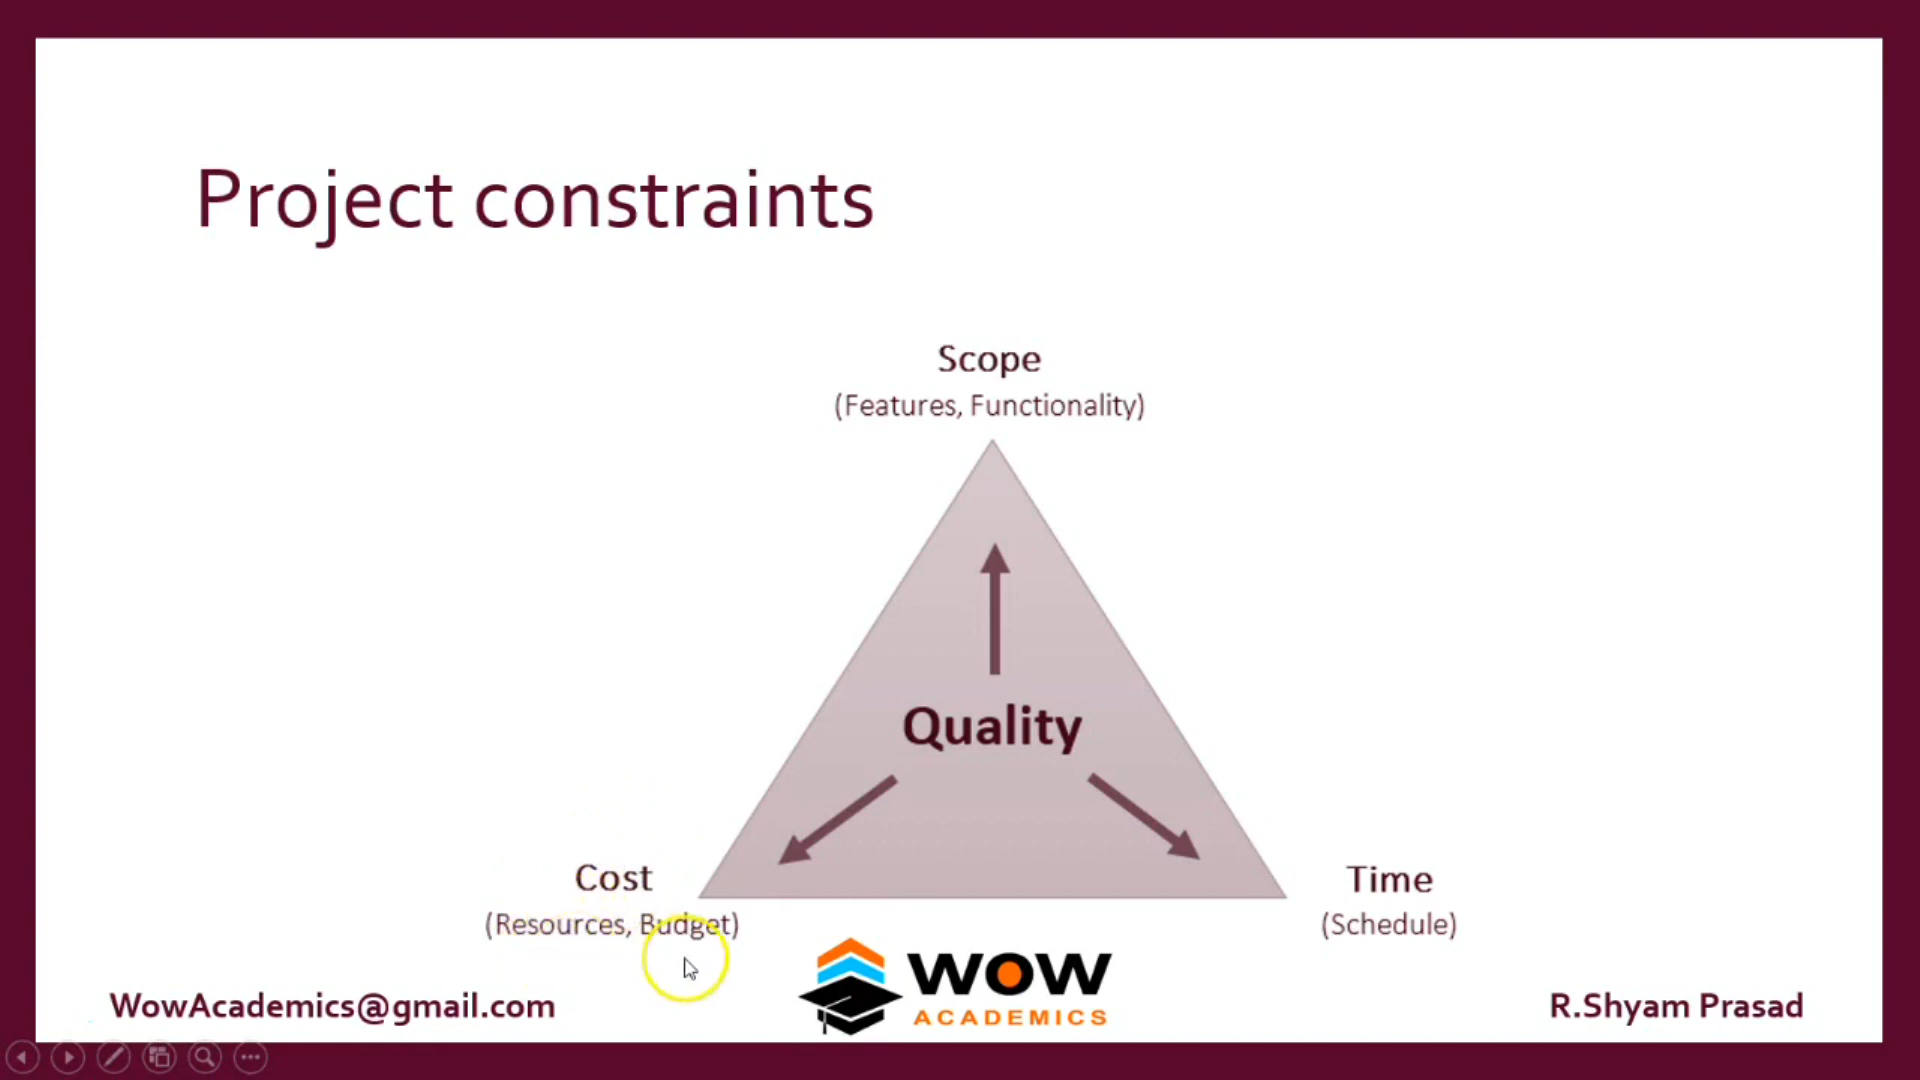 Project constraints
Scope
(Features, Functionality)
Quality
Cost
(Resources, Budget)
Time
(Schedule)
WowAcademics@gmail.com
WOW
ACADEMICS
R.Shyam Prasad